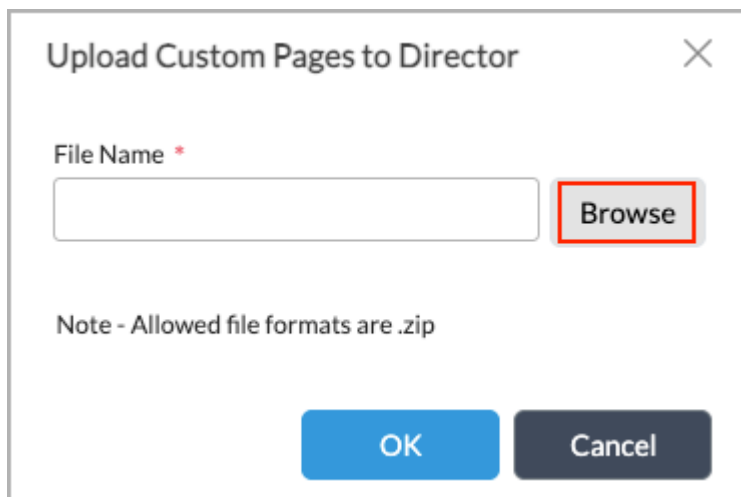 Upload Custom Pages to Director
File Name *
Browse
Note - Allowed file formats are .zip
OK
Cancel